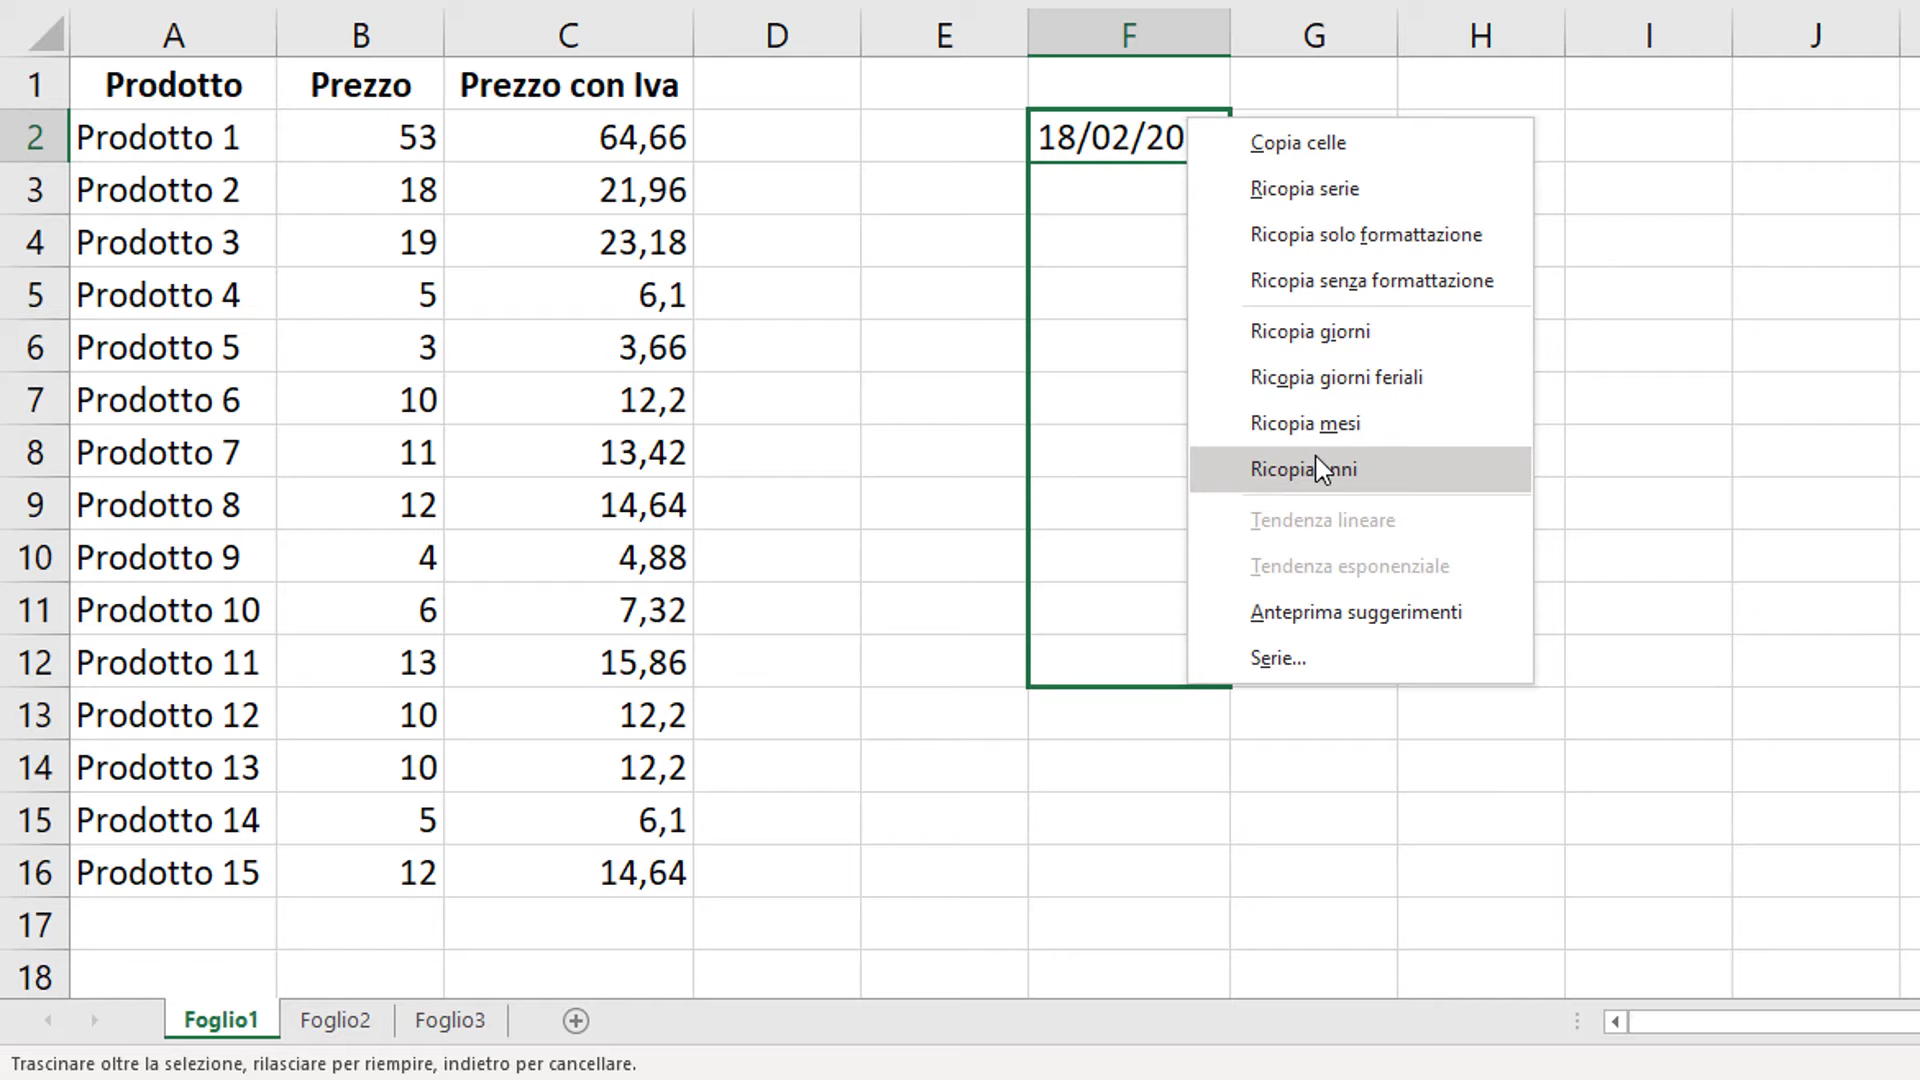 A B C D E F G H I J
1 Prodotto Prezzo Prezzo con Iva
2 Prodotto 1 53 64,66 18/02/20
3 Prodotto 2 18 21,96
4 Prodotto 3 19 23,18
5 Prodotto 4 5 6,1
6 Prodotto 5 3 3,66
7 Prodotto 6 10 12,2
8 Prodotto 7 11 13,42
9 Prodotto 8 12 14,64
10 Prodotto 9 4 4,88
11 Prodotto 10 6 7,32
12 Prodotto 11 13 15,86
13 Prodotto 12 10 12,2
14 Prodotto 13 10 12,2
15 Prodotto 14 5 6,1
16 Prodotto 15 12 14,64
17
18
Copia celle
Ricopia serie
Ricopia solo formattazione
Ricopia senza formattazione
Ricopia giorni
Ricopia giorni feriali
Ricopia mesi
Ricopia anni
Tendenza lineare
Tendenza esponenziale
Anteprima suggerimenti
Serie...
Foglio1 Foglio2 Foglio3
Trascinare oltre la selezione, rilasciare per riempire, indietro per cancellare.